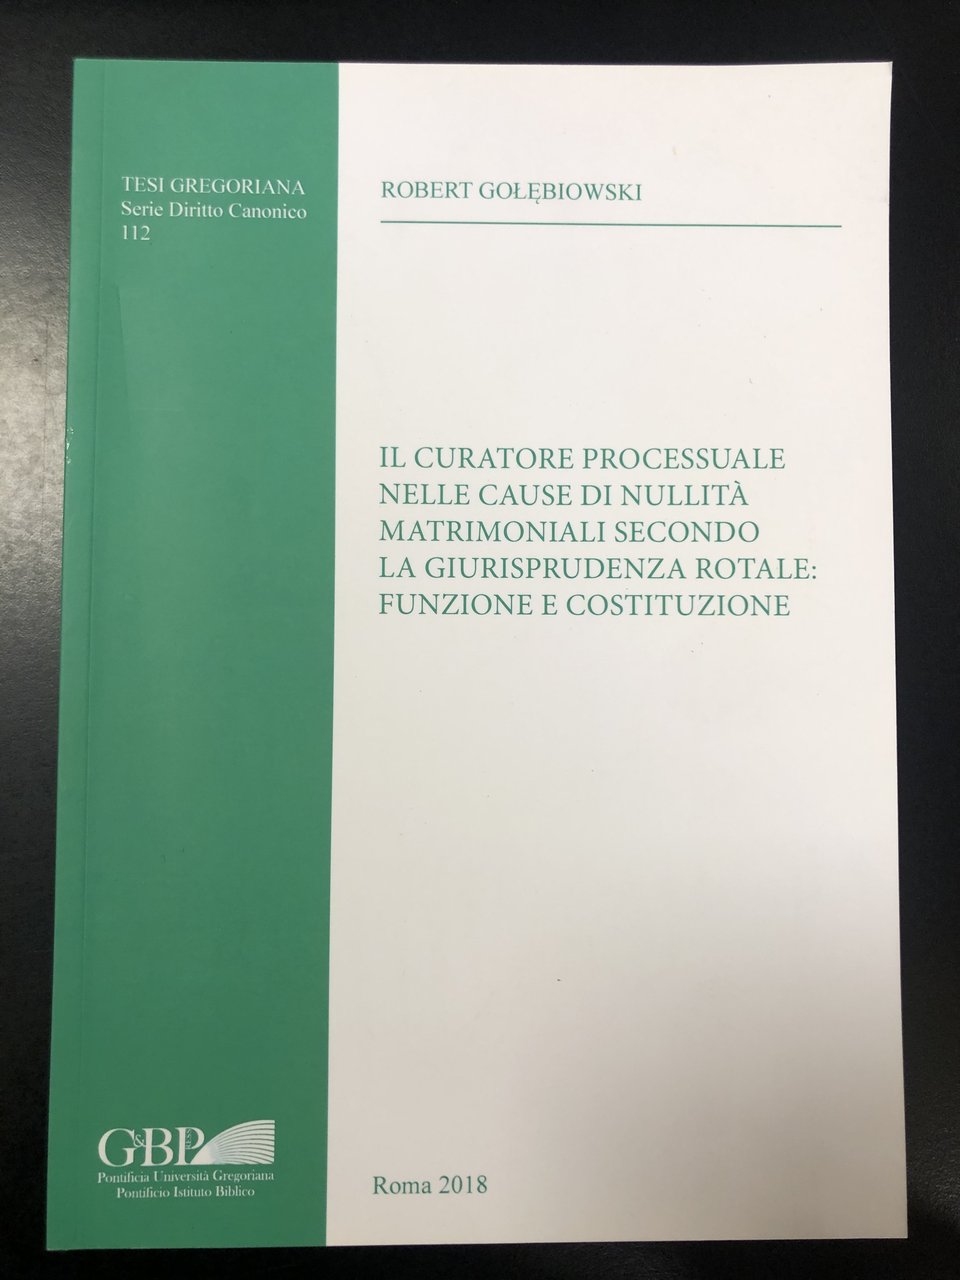 TESI GREGORIANA
Serie Diritto Canonico
112
ROBERT GOŁĘBIOWSKI
IL CURATORE PROCESSUALE
NELLE CAUSE DI NULLITÀ
MATRIMONIALI SECONDO
LA GIURISPRUDENZA ROTALE:
FUNZIONE E COSTITUZIONE
G&BP
Pontificia Università Gregoriana
Pontificio Istituto Biblico
Roma 2018